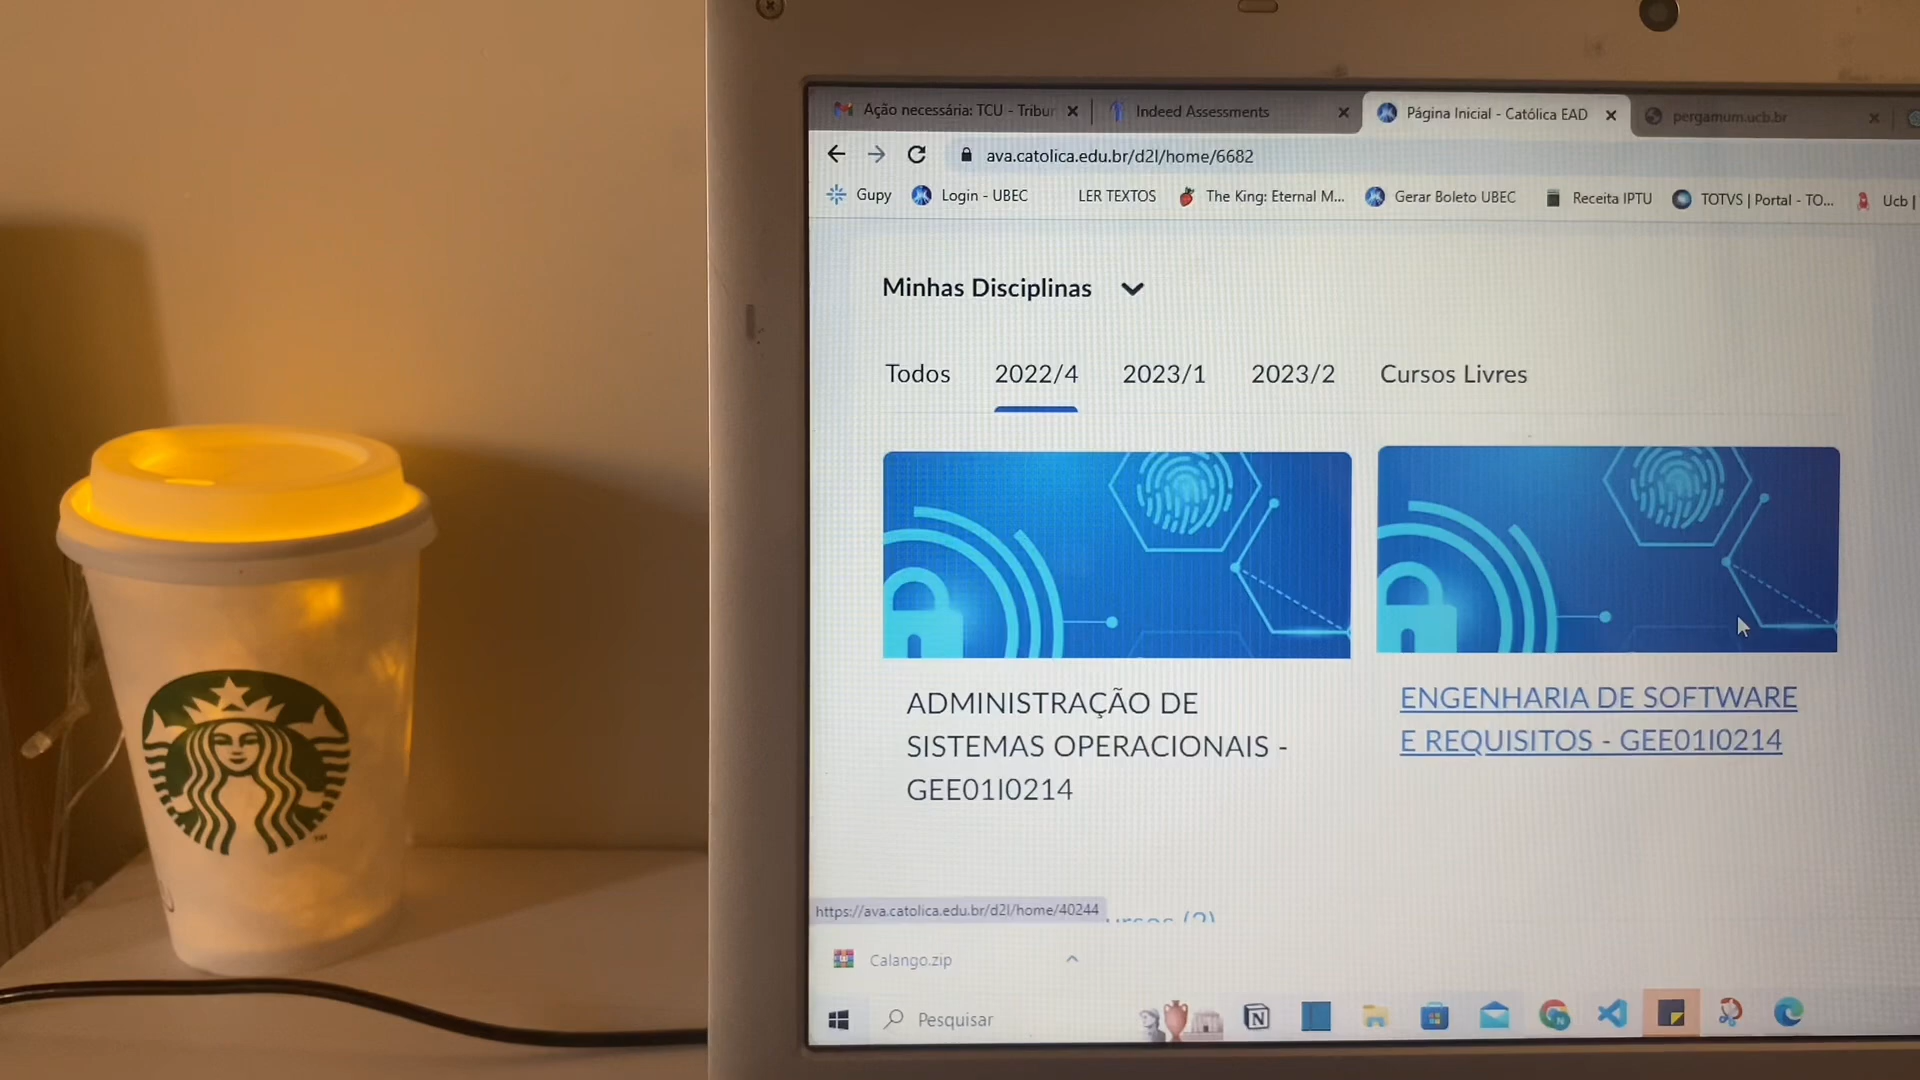 Ação necessária: TCU - Tribur
Indeed Assessments
Página Inicial - Católica EAD
pergamum.ucb.br
ava.catolica.edu.br/d2l/home/6682
Gupy
Login - UBEC
LER TEXTOS
The King: Eternal M...
Gerar Boleto UBEC
Receita IPTU
TOTVS | Portal - TO...
Ucb |
Minhas Disciplinas
Todos
2022/4
2023/1
2023/2
Cursos Livres
ADMINISTRAÇÃO DE
SISTEMAS OPERACIONAIS -
GEE01I0214
ENGENHARIA DE SOFTWARE
E REQUISITOS - GEE01I0214
https://ava.catolica.edu.br/d2l/home/40244
Calango.zip
Pesquisar
TM